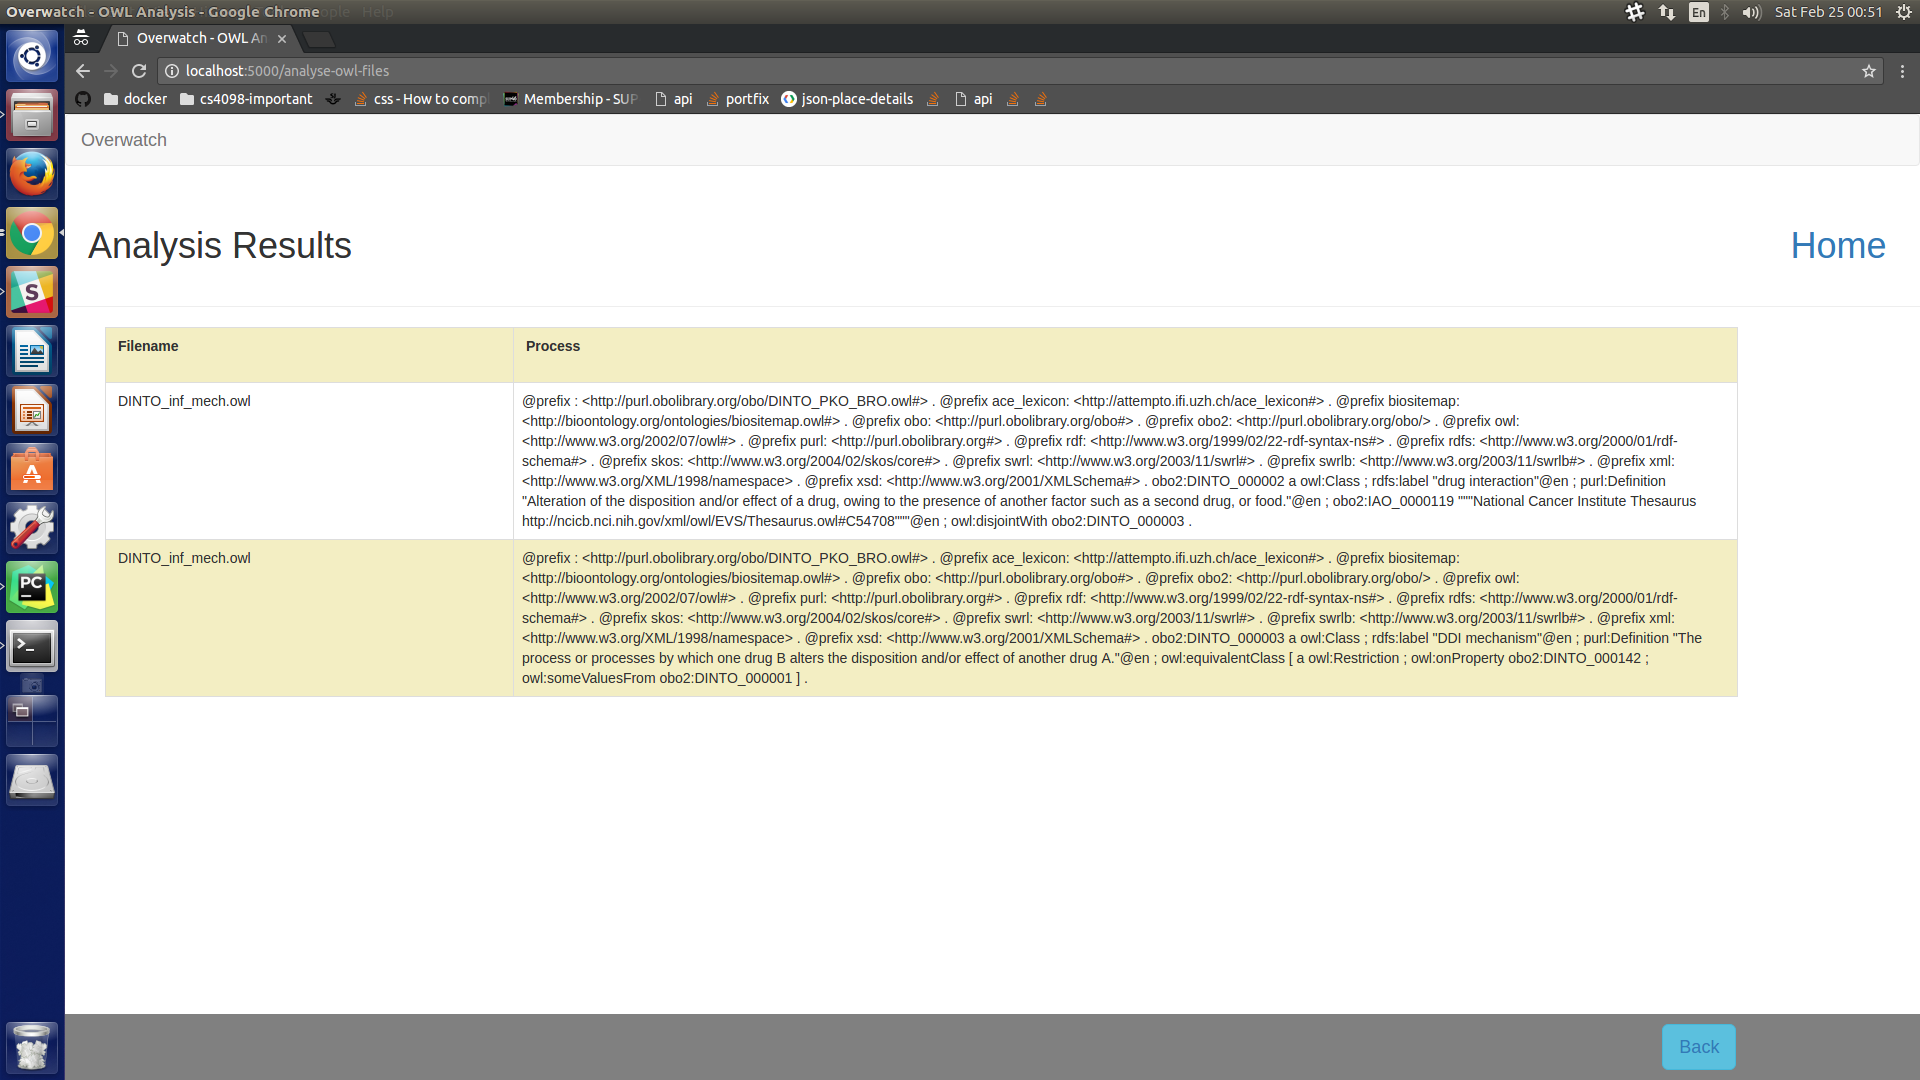 Overwatch - OWL Analysis - Google Chrome
Help
En
Sat Feb 25 00:51
Overwatch - OWL An
localhost:5000/analyse-owl-files
docker
cs4098-important
css - How to comp
Membership - SUP
api
portfix
json-place-details
api
Overwatch
Analysis Results
Home
Filename
Process
DINTO_inf_mech.owl
@prefix : <http://purl.obolibrary.org/obo/DINTO_PKO_BRO.owl#> . @prefix ace_lexicon: <http://attempto.ifi.uzh.ch/ace_lexicon#> . @prefix biositemap:
<http://bioontology.org/ontologies/biositemap.owl#> . @prefix obo: <http://purl.obolibrary.org/obo#> . @prefix obo2: <http://purl.obolibrary.org/obo/> . @prefix owl:
<http://www.w3.org/2002/07/owl#> . @prefix purl: <http://purl.obolibrary.org#> . @prefix rdf: <http://www.w3.org/1999/02/22-rdf-syntax-ns#> . @prefix rdfs: <http://www.w3.org/2000/01/rdf-
schema#> . @prefix skos: <http://www.w3.org/2004/02/skos/core#> . @prefix swrl: <http://www.w3.org/2003/11/swrl#> . @prefix swrlb: <http://www.w3.org/2003/11/swrlb#> . @prefix xml:
<http://www.w3.org/XML/1998/namespace> . @prefix xsd: <http://www.w3.org/2001/XMLSchema#> . obo2:DINTO_000002 a owl:Class ; rdfs:label "drug interaction"@en ; purl:Definition
"Alteration of the disposition and/or effect of a drug, owing to the presence of another factor such as a second drug, or food."@en ; obo2:IAO_0000119 """National Cancer Institute Thesaurus
http://ncicb.nci.nih.gov/xml/owl/EVS/Thesaurus.owl#C54708"""@en ; owl:disjointWith obo2:DINTO_000003 .
DINTO_inf_mech.owl
@prefix : <http://purl.obolibrary.org/obo/DINTO_PKO_BRO.owl#> . @prefix ace_lexicon: <http://attempto.ifi.uzh.ch/ace_lexicon#> . @prefix biositemap:
<http://bioontology.org/ontologies/biositemap.owl#> . @prefix obo: <http://purl.obolibrary.org/obo#> . @prefix obo2: <http://purl.obolibrary.org/obo/> . @prefix owl:
<http://www.w3.org/2002/07/owl#> . @prefix purl: <http://purl.obolibrary.org#> . @prefix rdf: <http://www.w3.org/1999/02/22-rdf-syntax-ns#> . @prefix rdfs: <http://www.w3.org/2000/01/rdf-
schema#> . @prefix skos: <http://www.w3.org/2004/02/skos/core#> . @prefix swrl: <http://www.w3.org/2003/11/swrl#> . @prefix swrlb: <http://www.w3.org/2003/11/swrlb#> . @prefix xml:
<http://www.w3.org/XML/1998/namespace> . @prefix xsd: <http://www.w3.org/2001/XMLSchema#> . obo2:DINTO_000003 a owl:Class ; rdfs:label "DDI mechanism"@en ; purl:Definition "The
process or processes by which one drug B alters the disposition and/or effect of another drug A."@en ; owl:equivalentClass [ a owl:Restriction ; owl:onProperty obo2:DINTO_000142 ;
owl:someValuesFrom obo2:DINTO_000001 ] .
S
A
PC
>_
Back